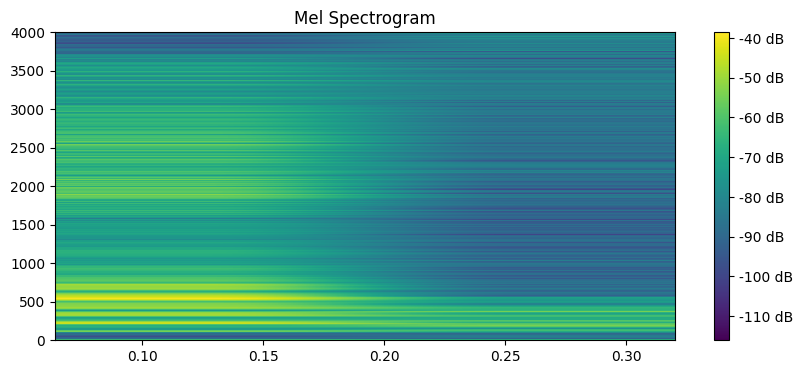 Mel Spectrogram
4000
3500
3000
2500
2000
1500
1000
500
0
0.10 0.15 0.20 0.25 0.30
-40 dB
-50 dB
-60 dB
-70 dB
-80 dB
-90 dB
-100 dB
-110 dB